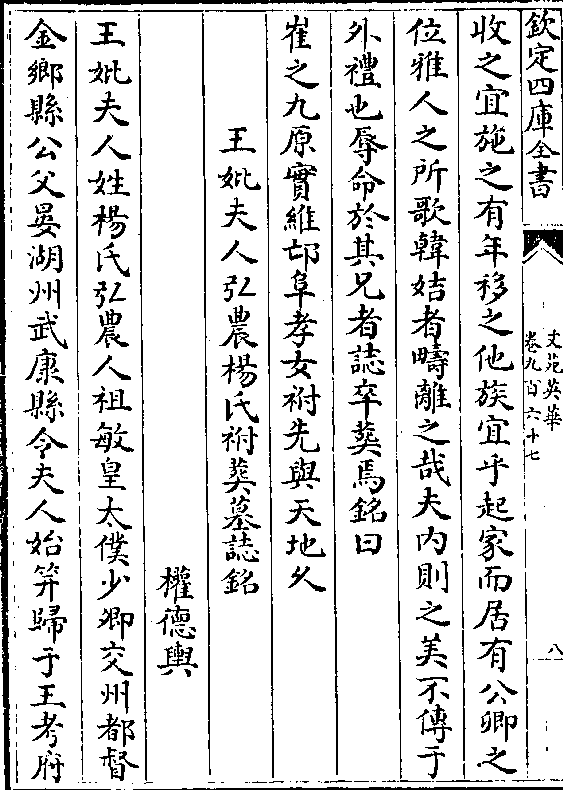 欽定四庫全書
文苑英華
卷九百六十七
八
收之宜施之有年移之他族宜乎起家而居有公卿之
位雅人之所歌韓姞者疇離之哉夫内則之美不傳于
外禮也辱命於其兄者誌卒葬焉銘曰
崔之九原實維邙阜孝女祔先與天地久
王妣夫人弘農楊氏祔葬墓誌銘
權德輿
王妣夫人姓楊氏弘農人祖敏皇太僕少卿交州都督
金鄉縣公父晏湖州武康縣令夫人始笄歸于王考府